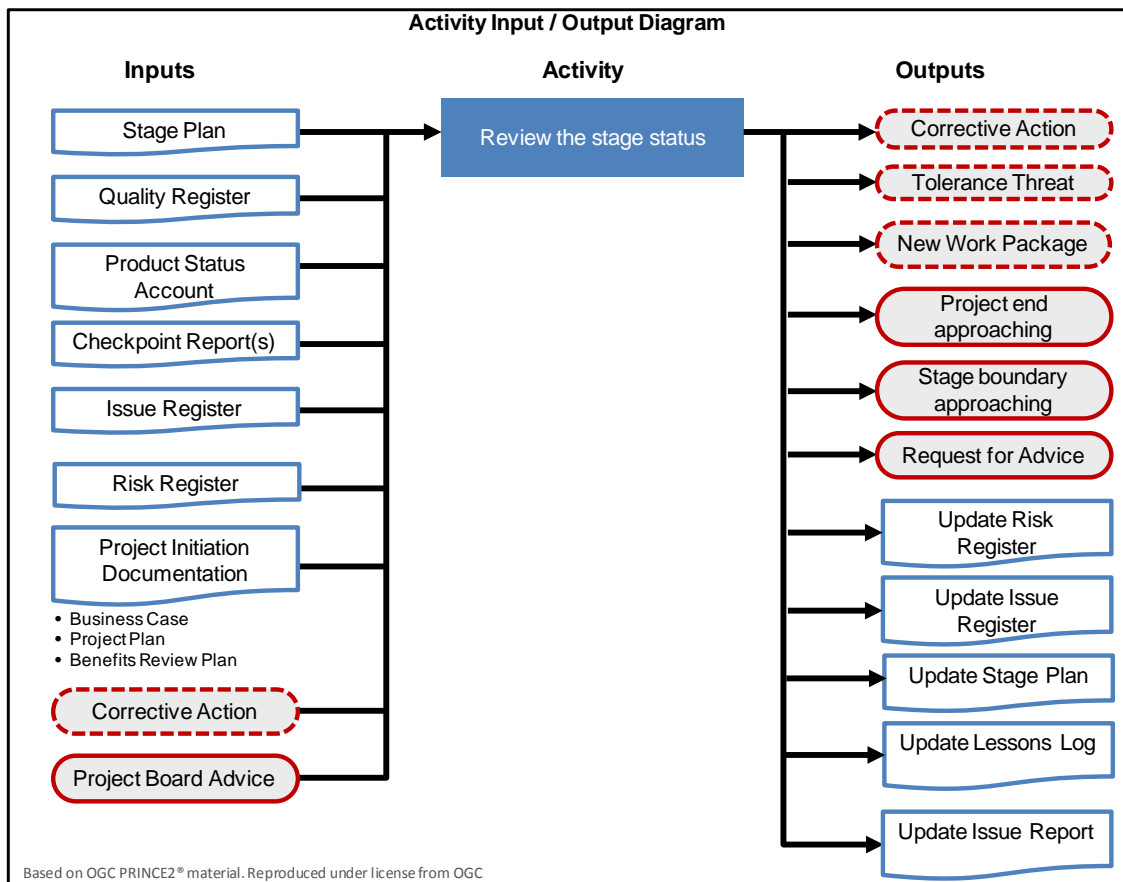 Activity Input / Output Diagram
Inputs
Activity
Outputs
Stage Plan
Quality Register
Product Status
Account
Checkpoint Report(s)
Issue Register
Risk Register
Project Initiation
Documentation
• Business Case
• Project Plan
• Benefits Review Plan
Corrective Action
Project Board Advice
Review the stage status
Corrective Action
Tolerance Threat
New Work Package
Project end
approaching
Stage boundary
approaching
Request for Advice
Update Risk
Register
Update Issue
Register
Update Stage Plan
Update Lessons Log
Update Issue Report
Based on OGC PRINCE2® material. Reproduced under license from OGC